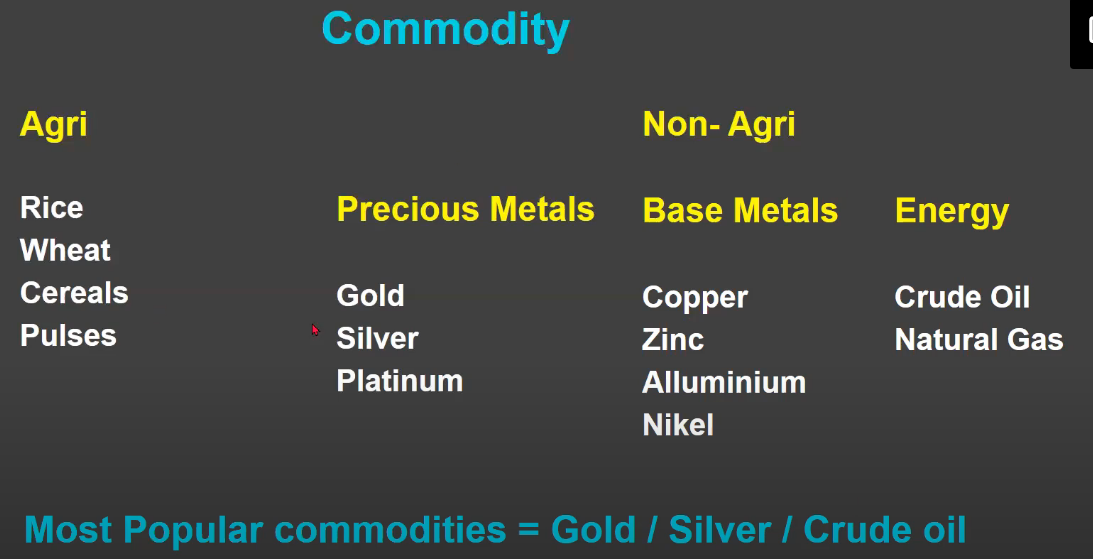 Commodity
Agri
Non- Agri
Rice
Wheat
Cereals
Pulses
Precious Metals
Gold
Silver
Platinum
Base Metals
Copper
Zinc
Alluminium
Nikel
Energy
Crude Oil
Natural Gas
Most Popular commodities = Gold / Silver / Crude oil